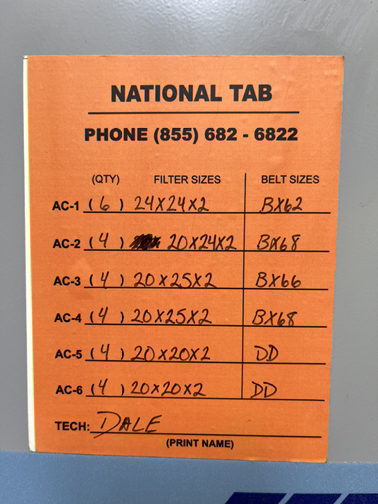 NATIONAL TAB
PHONE (855) 682 - 6822
(QTY) FILTER SIZES BELT SIZES
AC-1 (6) 24X24X2 BX62
AC-2 (4) 20X24X2 BX68
AC-3 (4) 20X25X2 BX66
AC-4 (4) 20X25X2 BX68
AC-5 (4) 20X20X2 DD
AC-6 (4) 20X20X2 DD
TECH: DALE
(PRINT NAME)